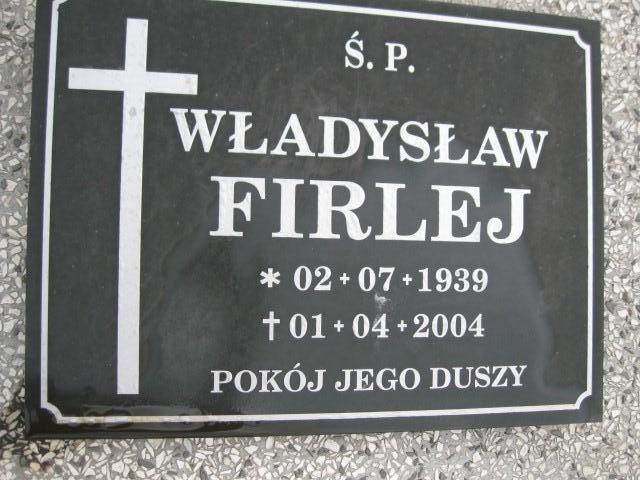 Ś. P.
WŁADYSŁAW
FIRLEJ
* 02+07+1939
† 01+04+2004
POKÓJ JEGO DUSZY